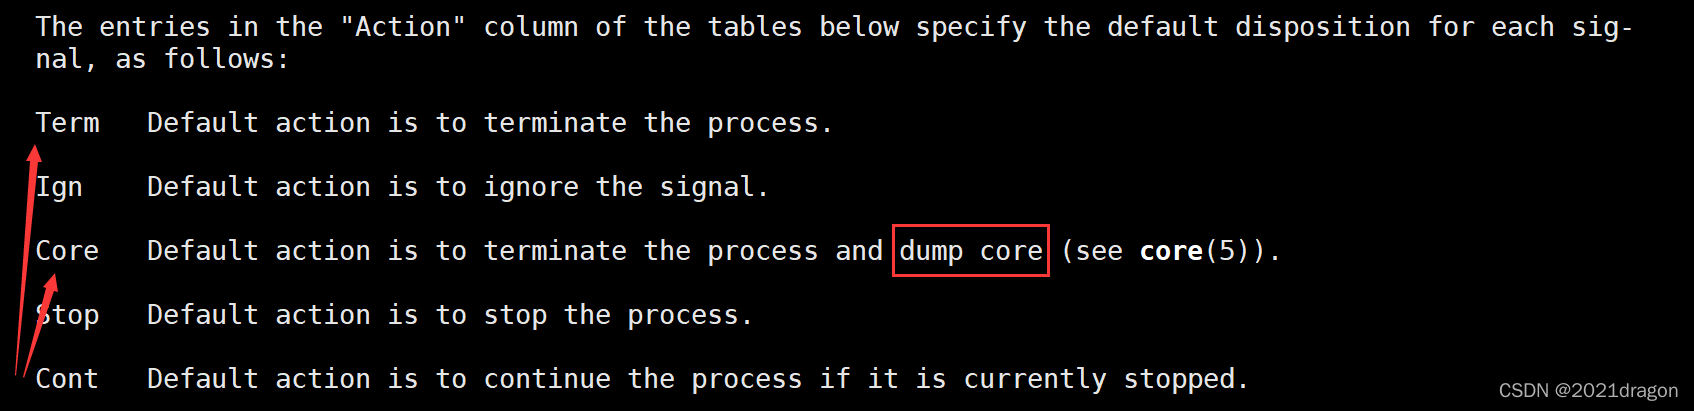 The entries in the "Action" column of the tables below specify the default disposition for each sig-
nal, as follows:
Term Default action is to terminate the process.
Ign Default action is to ignore the signal.
Core Default action is to terminate the process and dump core (see core(5)).
Stop Default action is to stop the process.
Cont Default action is to continue the process if it is currently stopped.
CSDN @2021dragon